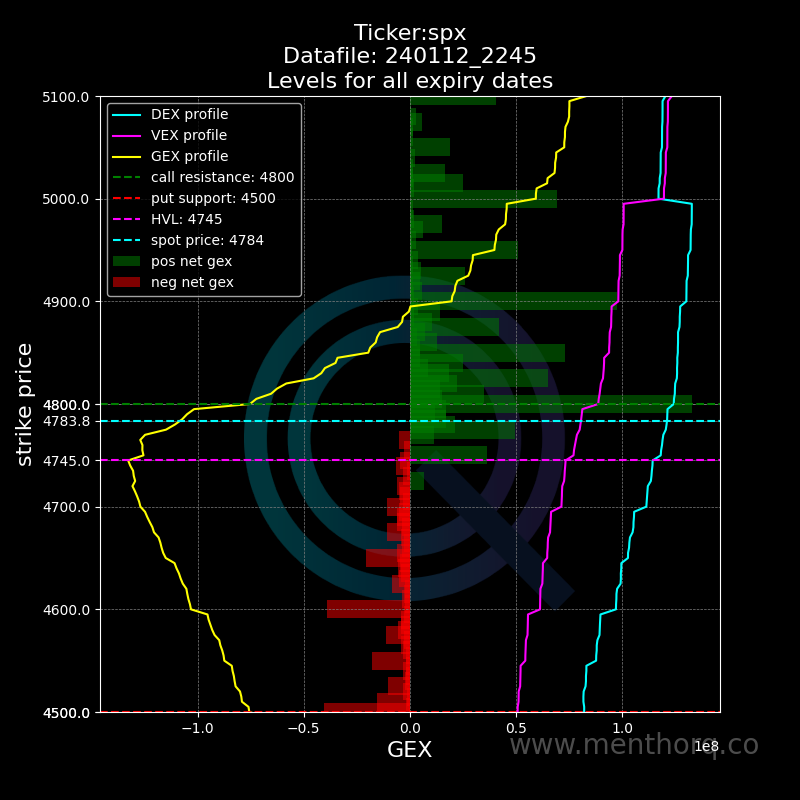 Ticker:spx
Datafile: 240112_2245
Levels for all expiry dates
DEX profile
VEX profile
GEX profile
call resistance: 4800
put support: 4500
HVL: 4745
spot price: 4784
pos net gex
neg net gex
5100.0
5000.0
4900.0
4800.0
4783.8
4745.0
4700.0
4600.0
4500.0
strike price
−1.0 −0.5 0.0 0.5 1.0
1e8
GEX
www.menthorq.co